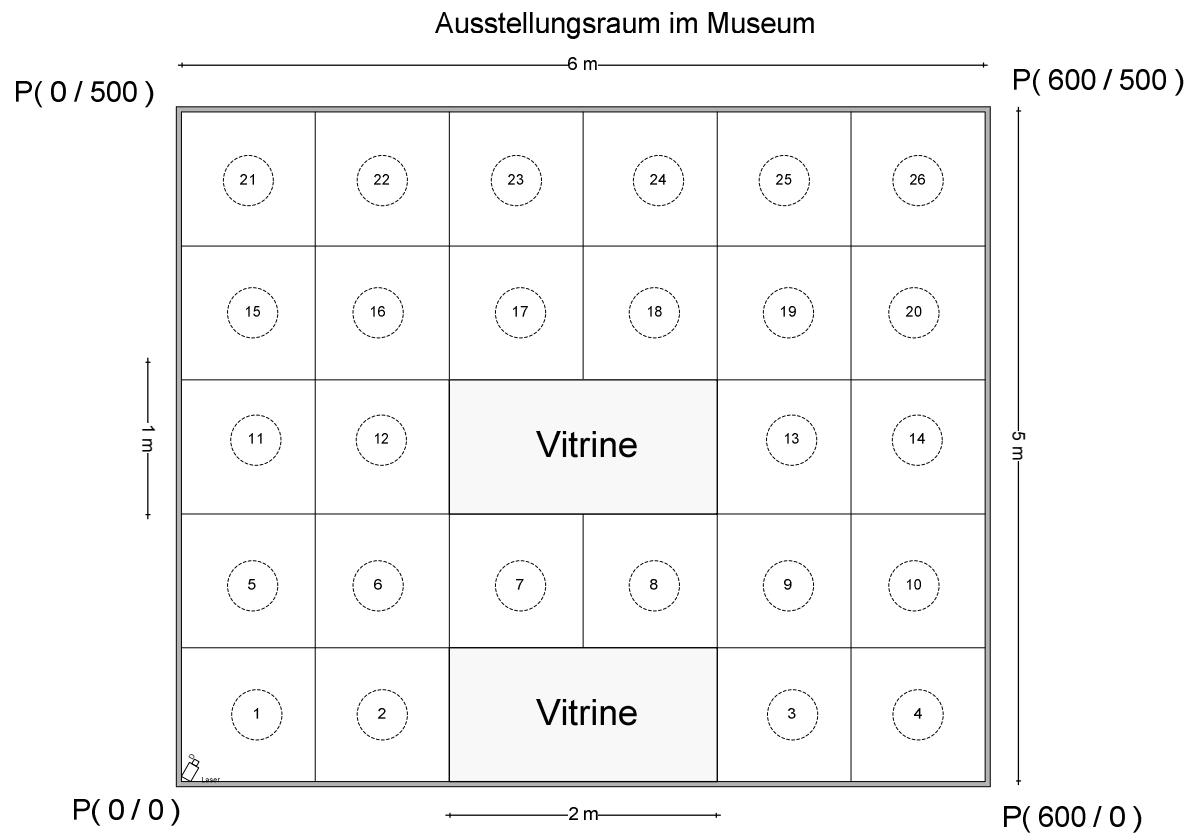 Ausstellungsraum im Museum
6 m
P( 0 / 500 )
P( 600 / 500 )
21 22 23 24 25 26
15 16 17 18 19 20
11 12 Vitrine 13 14
1 m
5 m
5 6 7 8 9 10
1 2 Vitrine 3 4
Laser
P( 0 / 0 )
2 m
P( 600 / 0 )